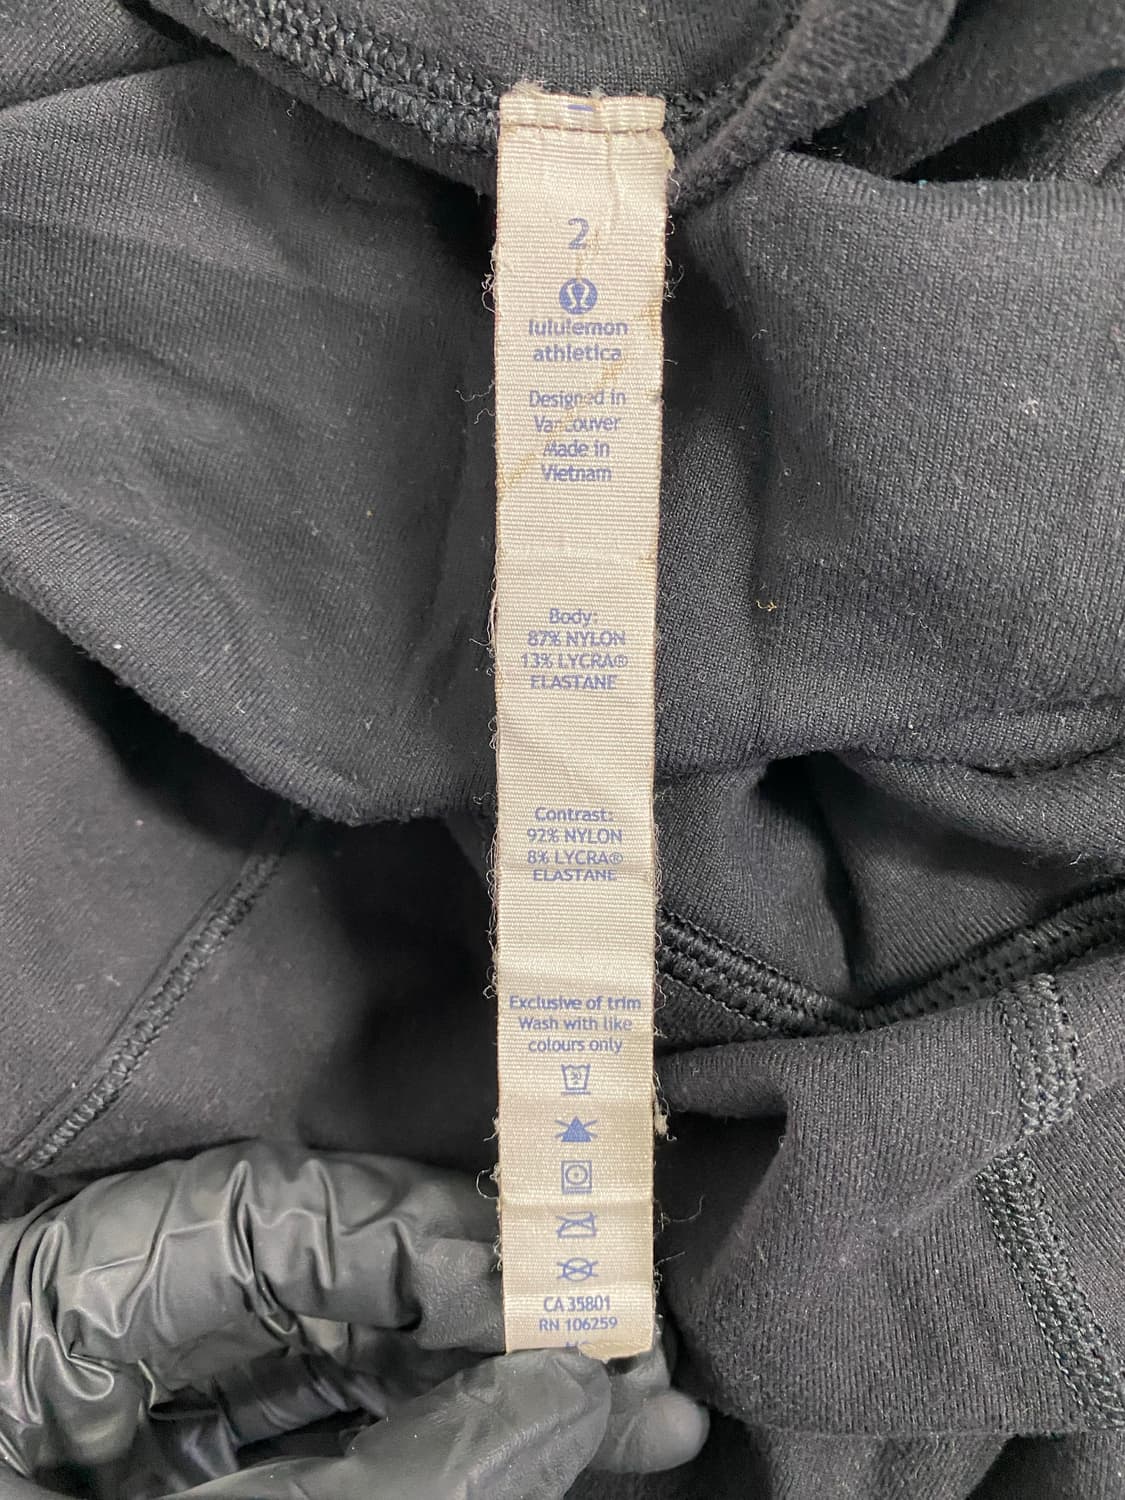 2
lululemon
athletica
Designed in
Vancouver
Made in
Vietnam
Body:
87% NYLON
13% LYCRA®
ELASTANE
Contrast:
92% NYLON
8% LYCRA®
ELASTANE
Exclusive of trim
Wash with like
colours only
30
CA 35801
RN 106259